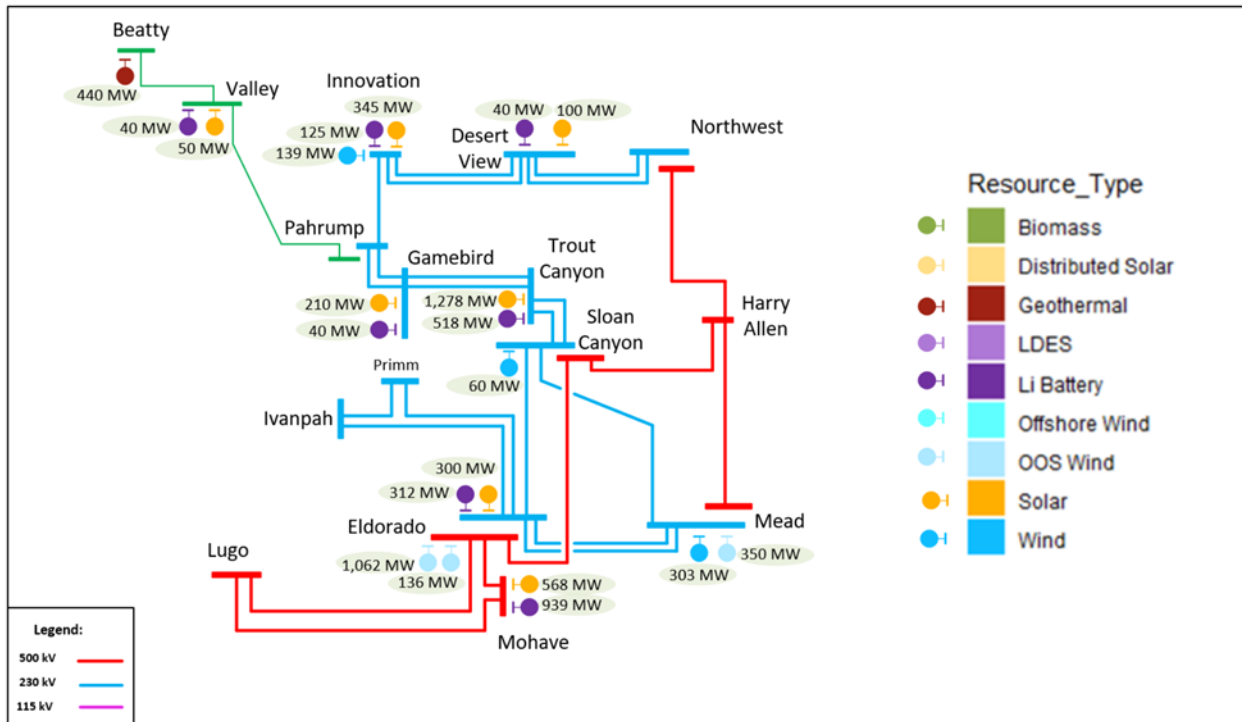 Beatty
440 MW
Valley
40 MW
50 MW
Innovation
345 MW
125 MW
139 MW
40 MW
100 MW
Desert
View
Northwest
Pahrump
Gamebird
210 MW
40 MW
Trout
Canyon
1,278 MW
518 MW
Sloan
Canyon
60 MW
Harry
Allen
Primm
Ivanpah
300 MW
312 MW
Eldorado
1,062 MW
136 MW
Mead
350 MW
303 MW
Lugo
568 MW
939 MW
Mohave
Resource_Type
Biomass
Distributed Solar
Geothermal
LDES
Li Battery
Offshore Wind
OOS Wind
Solar
Wind
Legend:
500 kV
230 kV
115 kV